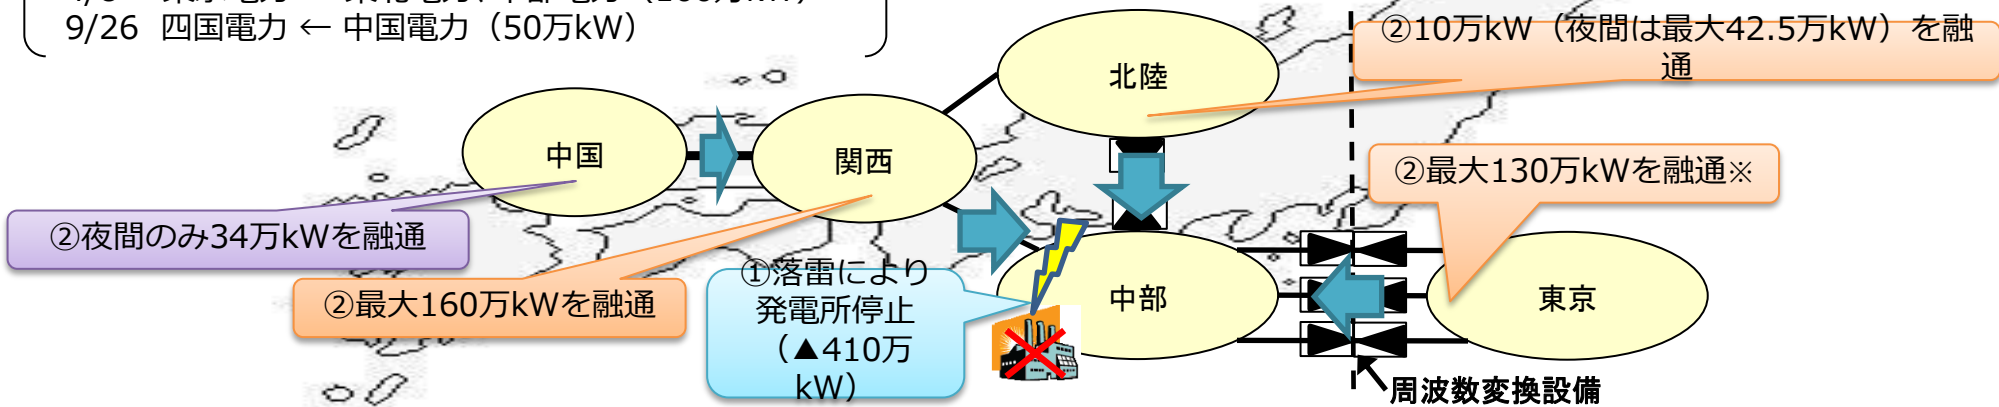 9/26 四国電力 ← 中国電力（50万kW）
②10万kW（夜間は最大42.5万kW）を融
通
北陸
中国
関西
②最大130万kWを融通※
②夜間のみ34万kWを融通
①落雷により
発電所停止
（▲410万
kW）
②最大160万kWを融通
中部
東京
周波数変換設備